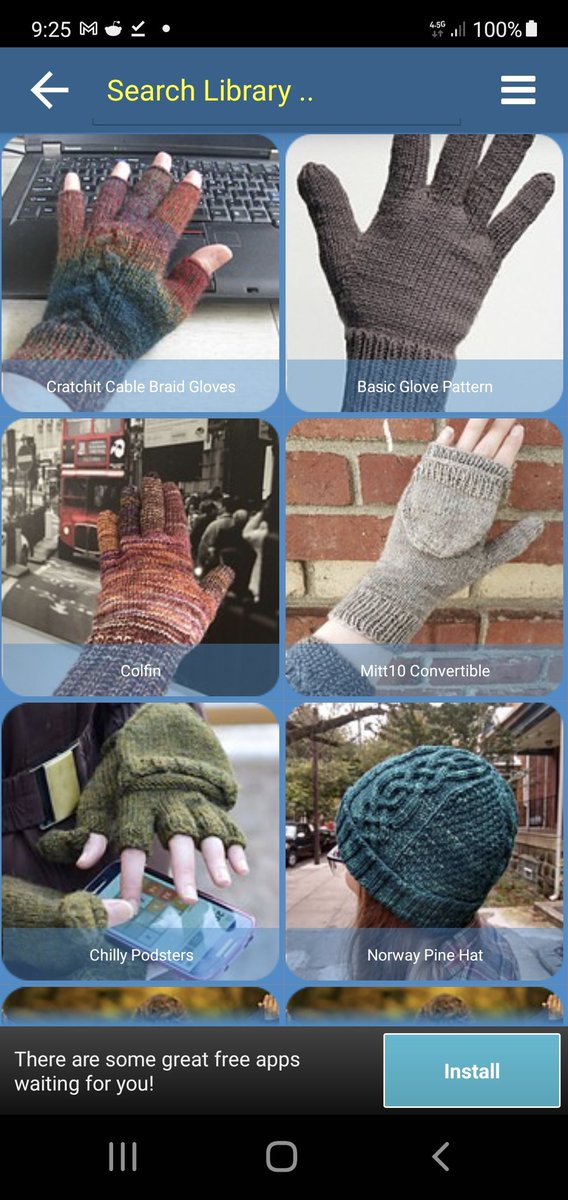 9:25
4.5G
100%
Search Library ..
Cratchit Cable Braid Gloves
Basic Glove Pattern
Colfin
Mitt10 Convertible
Chilly Podsters
Norway Pine Hat
There are some great free apps
waiting for you!
Install